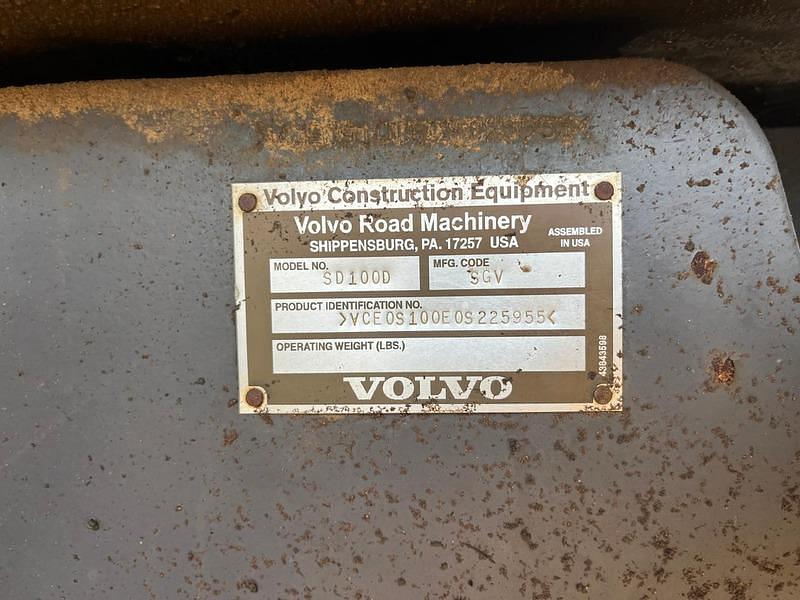 Volvo Construction Equipment
Volvo Road Machinery
SHIPPENSBURG, PA. 17257 USA
ASSEMBLED
IN USA
MODEL NO.
SD100D
MFG. CODE
SGV
PRODUCT IDENTIFICATION NO.
>VCE0S100E0S225955<
OPERATING WEIGHT (LBS.)
43843598
VOLVO